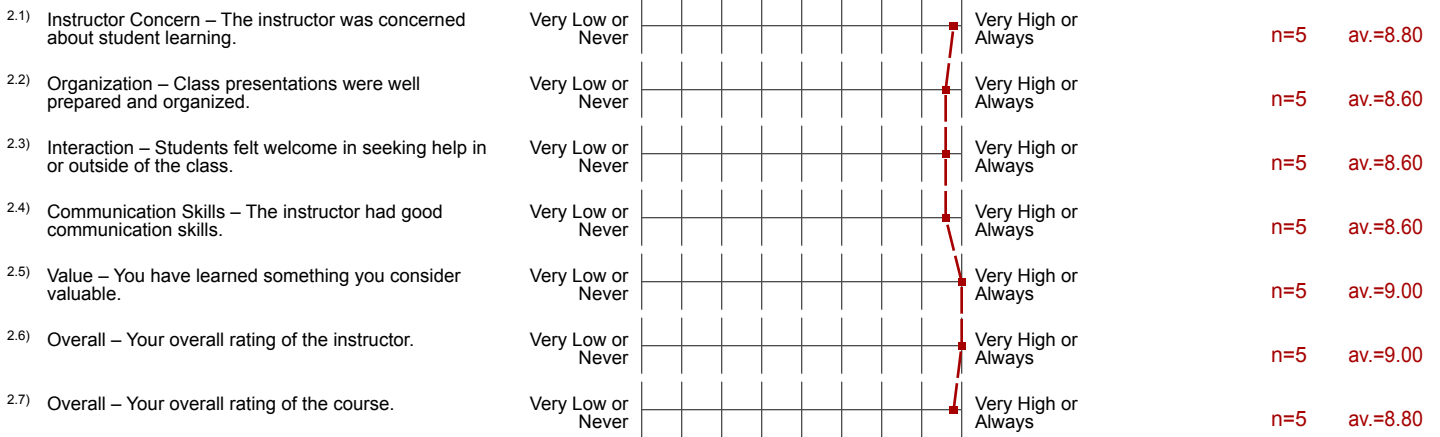 2.1) Instructor Concern – The instructor was concerned about student learning. Very Low or Never Very High or Always n=5 av.=8.80
2.2) Organization – Class presentations were well prepared and organized. Very Low or Never Very High or Always n=5 av.=8.60
2.3) Interaction – Students felt welcome in seeking help in or outside of the class. Very Low or Never Very High or Always n=5 av.=8.60
2.4) Communication Skills – The instructor had good communication skills. Very Low or Never Very High or Always n=5 av.=8.60
2.5) Value – You have learned something you consider valuable. Very Low or Never Very High or Always n=5 av.=9.00
2.6) Overall – Your overall rating of the instructor. Very Low or Never Very High or Always n=5 av.=9.00
2.7) Overall – Your overall rating of the course. Very Low or Never Very High or Always n=5 av.=8.80